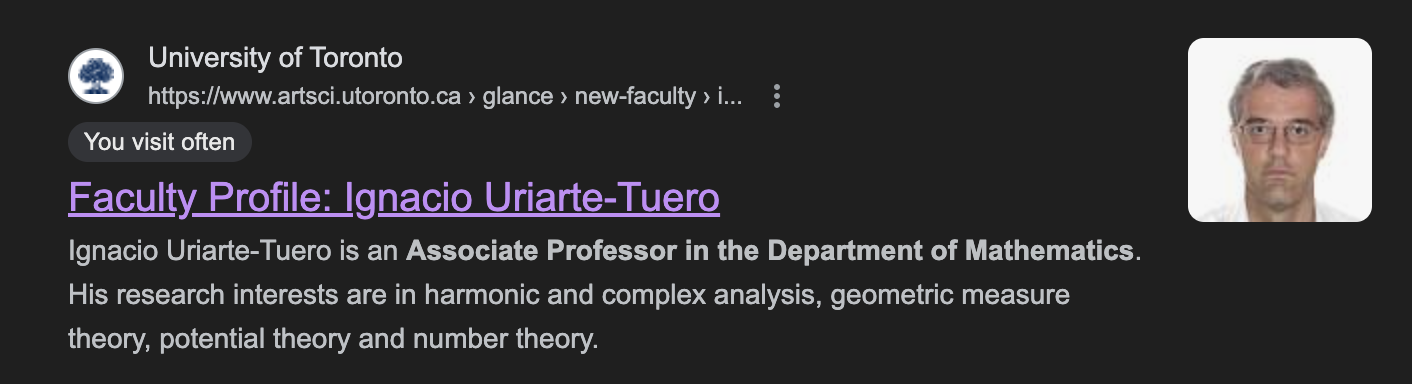 University of Toronto
https://www.artsci.utoronto.ca › glance › new-faculty › i...
You visit often
Faculty Profile: Ignacio Uriarte-Tuero
Ignacio Uriarte-Tuero is an Associate Professor in the Department of Mathematics.
His research interests are in harmonic and complex analysis, geometric measure
theory, potential theory and number theory.